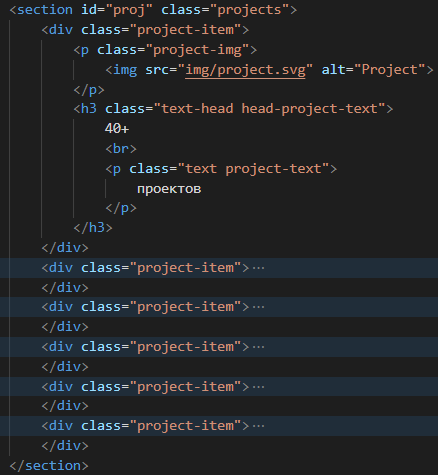 <section id="proj" class="projects">
    <div class="project-item">
        <p class="project-img">
            <img src="img/project.svg" alt="Project">
        </p>
        <h3 class="text-head head-project-text">
            40+
            <br>
            <p class="text project-text">
                проектов
            </p>
        </h3>
    </div>
    <div class="project-item">···
    </div>
    <div class="project-item">···
    </div>
    <div class="project-item">···
    </div>
    <div class="project-item">···
    </div>
    <div class="project-item">···
    </div>
</section>